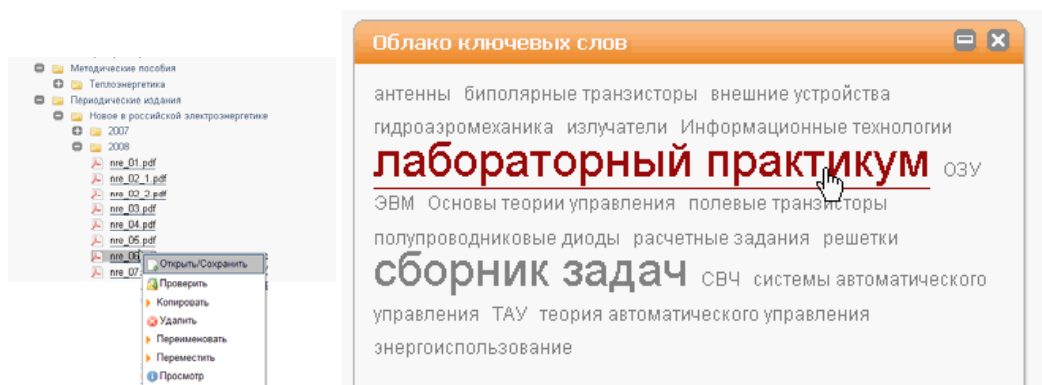 Методические пособия
Теплоэнергетика
Периодические издания
Новое в российской электроэнергетике
2007
2008
nre_01.pdf
nre_02_1.pdf
nre_02_2.pdf
nre_03.pdf
nre_04.pdf
nre_05.pdf
nre_06
nre_07
Открыть/Сохранить
Проверить
Копировать
Удалить
Переименовать
Переместить
Просмотр
Облако ключевых слов
антенны биполярные транзисторы внешние устройства
гидроаэромеханика излучатели Информационные технологии
лабораторный практикум ОЗУ
ЭВМ Основы теории управления полевые транзисторы
полупроводниковые диоды расчетные задания решетки
сборник задач СВЧ системы автоматического
управления ТАУ теория автоматического управления
энергоиспользование